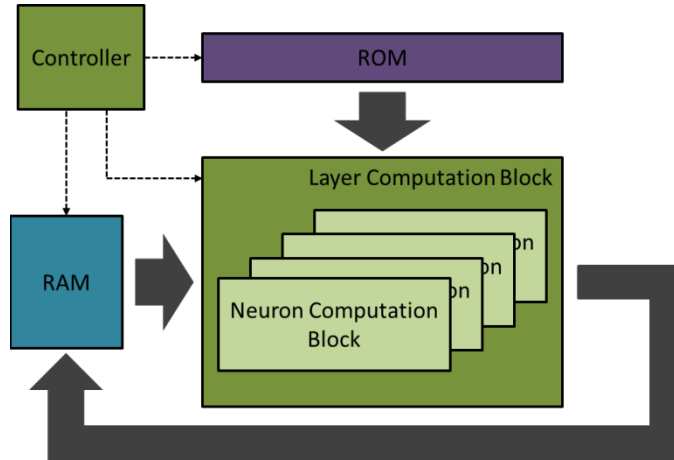 Controller
ROM
Layer Computation Block
RAM
Neuron Computation
Block